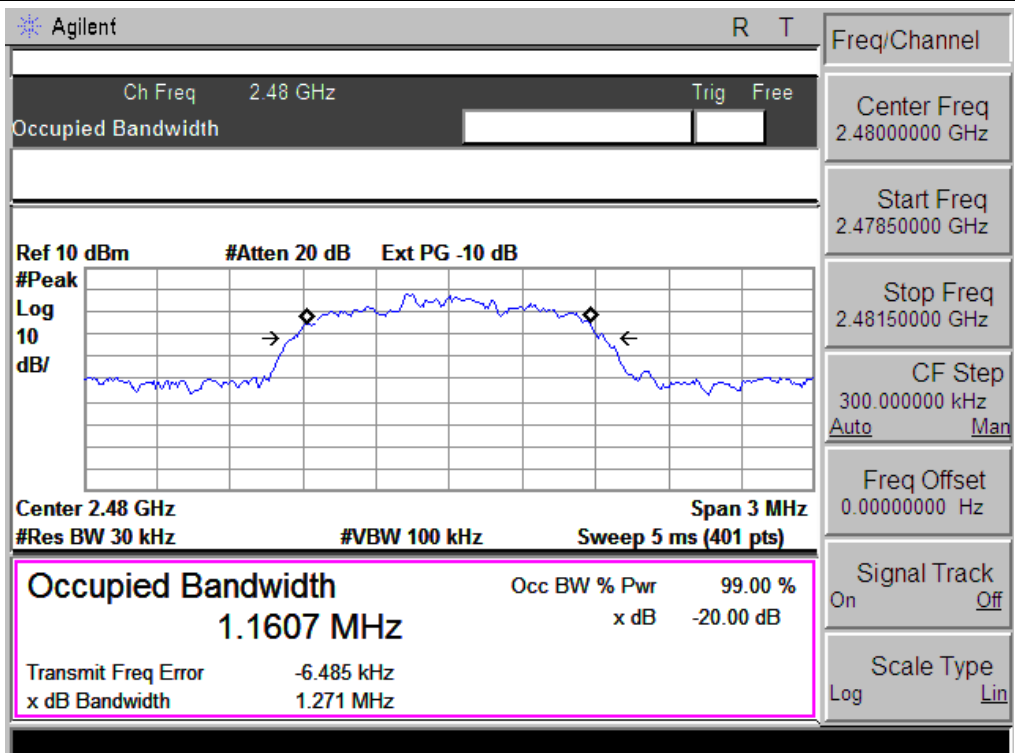 Agilent R T
Ch Freq 2.48 GHz Trig Free
Occupied Bandwidth
Ref 10 dBm #Atten 20 dB Ext PG -10 dB
#Peak
Log
10
dB/
Center 2.48 GHz Span 3 MHz
#Res BW 30 kHz #VBW 100 kHz Sweep 5 ms (401 pts)
Occupied Bandwidth Occ BW % Pwr 99.00 %
1.1607 MHz x dB -20.00 dB
Transmit Freq Error -6.485 kHz
x dB Bandwidth 1.271 MHz
Freq/Channel
Center Freq
2.48000000 GHz
Start Freq
2.47850000 GHz
Stop Freq
2.48150000 GHz
CF Step
300.000000 kHz
Auto Man
Freq Offset
0.00000000 Hz
Signal Track
On Off
Scale Type
Log Lin